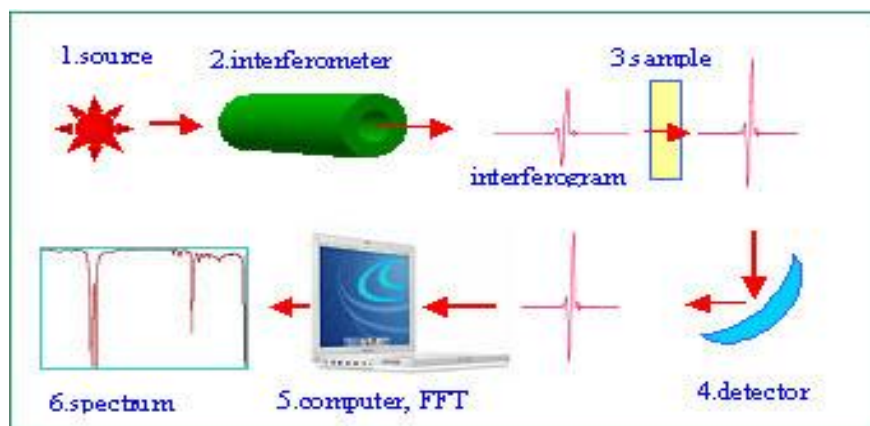 1.source
2.interferometer
3.sample
interferogram
4.detector
5.computer, FFT
6.spectrum